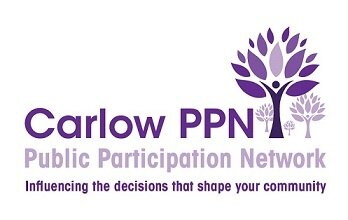 Carlow PPN
Public Participation Network
Influencing the decisions that shape your community